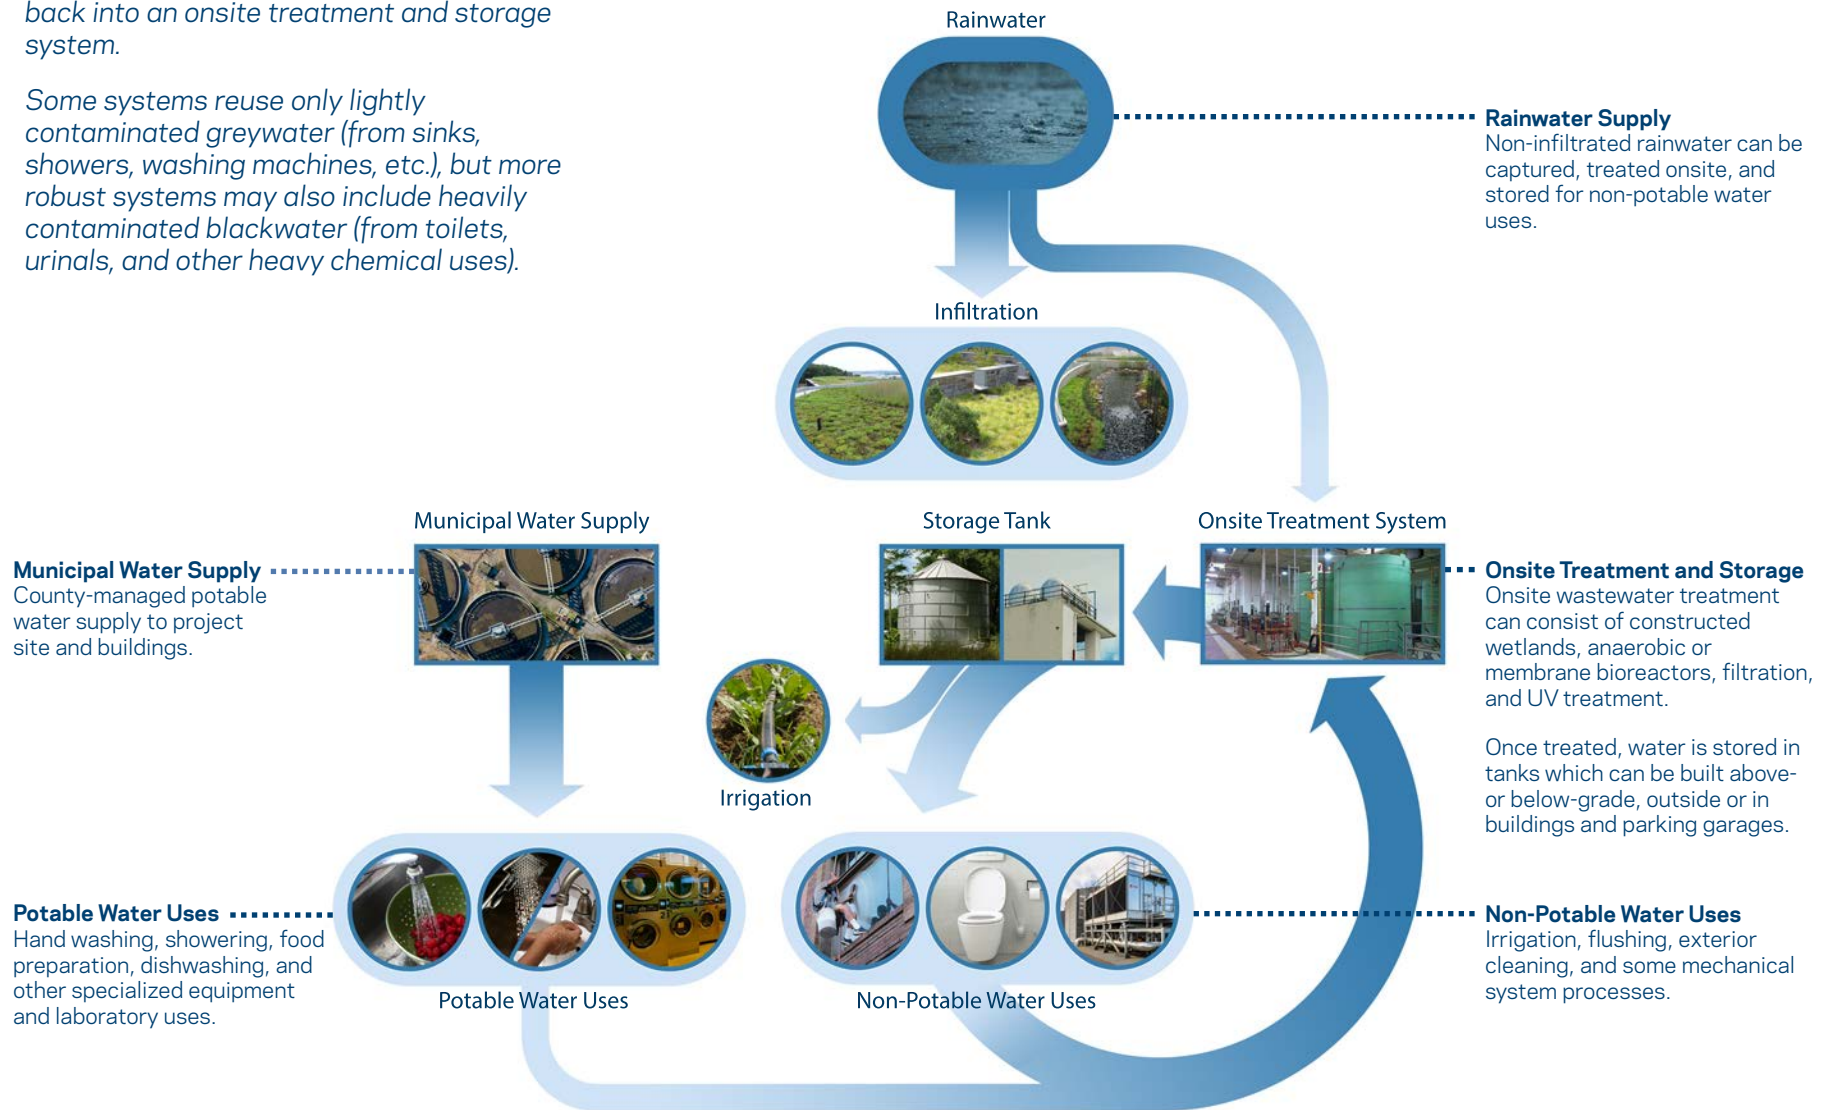 back into an onsite treatment and storage
system.
Some systems reuse only lightly
contaminated greywater (from sinks,
showers, washing machines, etc.), but more
robust systems may also include heavily
contaminated blackwater (from toilets,
urinals, and other heavy chemical uses).
Rainwater
Rainwater Supply
Non-infiltrated rainwater can be
captured, treated onsite, and
stored for non-potable water
uses.
Infiltration
Municipal Water Supply
Storage Tank
Onsite Treatment System
Municipal Water Supply
County-managed potable
water supply to project
site and buildings.
Onsite Treatment and Storage
Onsite wastewater treatment
can consist of constructed
wetlands, anaerobic or
membrane bioreactors, filtration,
and UV treatment.
Once treated, water is stored in
tanks which can be built above-
or below-grade, outside or in
buildings and parking garages.
Irrigation
Potable Water Uses
Hand washing, showering, food
preparation, dishwashing, and
other specialized equipment
and laboratory uses.
Potable Water Uses
Non-Potable Water Uses
Non-Potable Water Uses
Irrigation, flushing, exterior
cleaning, and some mechanical
system processes.